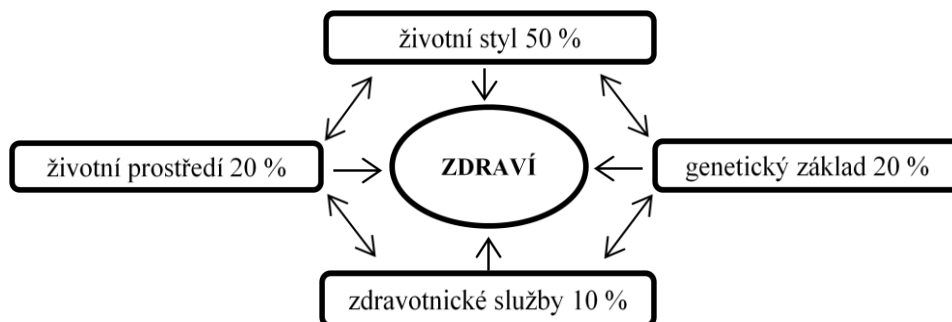 životní styl 50 %
životní prostředí 20 %
ZDRAVÍ
genetický základ 20 %
zdravotnické služby 10 %